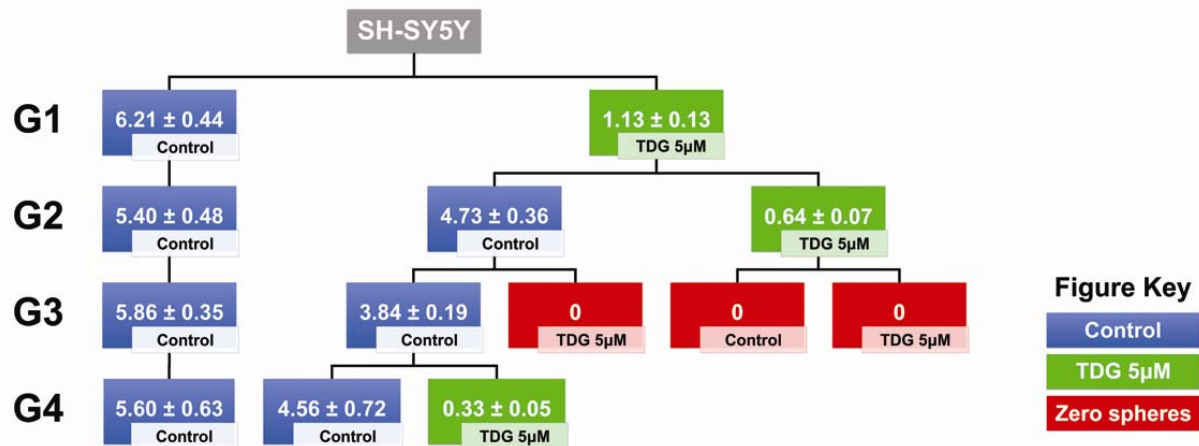 SH-SY5Y
G1
6.21 ± 0.44
Control
1.13 ± 0.13
TDG 5µM
G2
5.40 ± 0.48
Control
4.73 ± 0.36
Control
0.64 ± 0.07
TDG 5µM
G3
5.86 ± 0.35
Control
3.84 ± 0.19
Control
0
TDG 5µM
0
Control
0
TDG 5µM
G4
5.60 ± 0.63
Control
4.56 ± 0.72
Control
0.33 ± 0.05
TDG 5µM
Figure Key
Control
TDG 5µM
Zero spheres